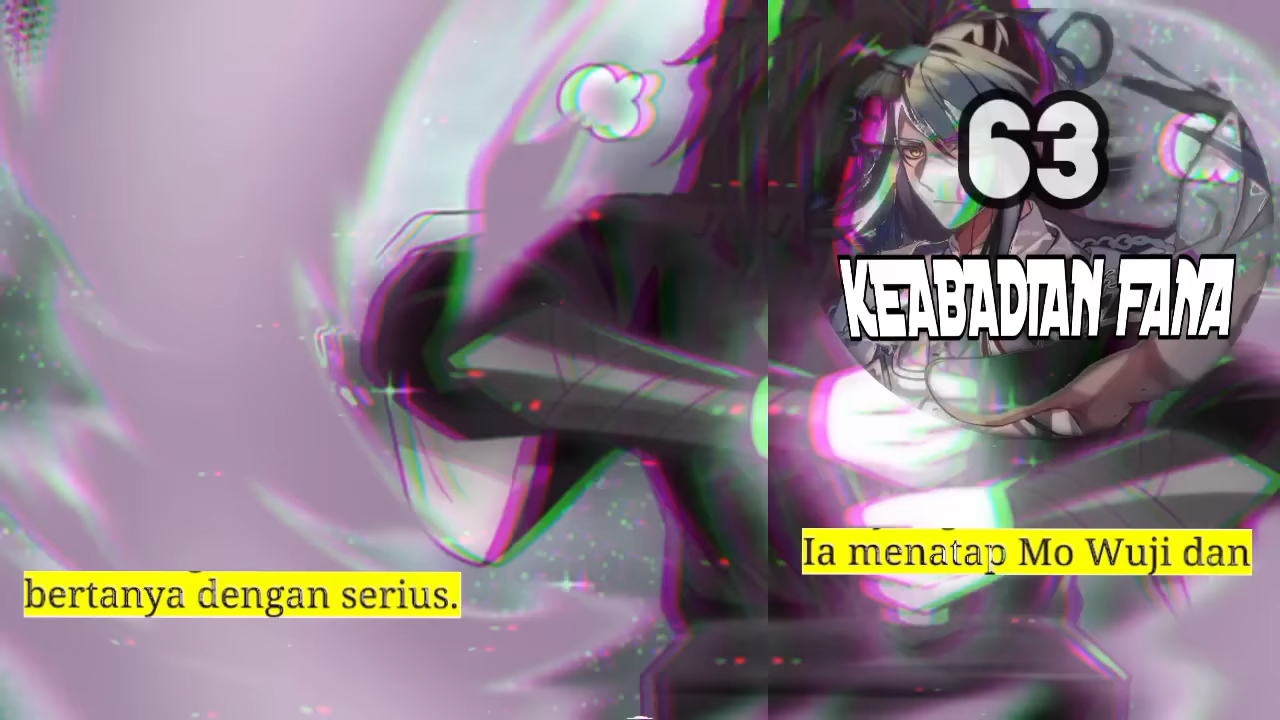 63
KEABADIAN FANA
Ia menatap Mo Wuji dan
bertanya dengan serius.